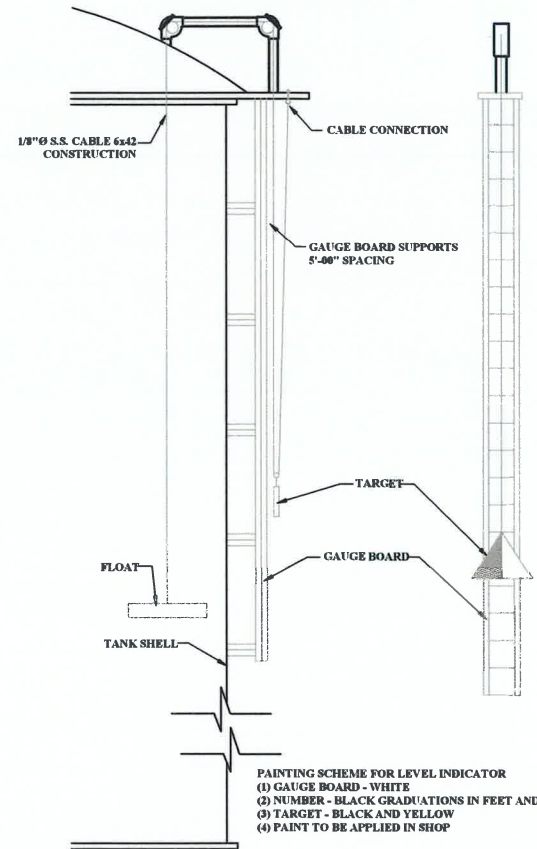 1/8"Ø S.S. CABLE 6x42
CONSTRUCTION
CABLE CONNECTION
GAUGE BOARD SUPPORTS
5'-00" SPACING
TARGET
GAUGE BOARD
FLOAT
TANK SHELL
PAINTING SCHEME FOR LEVEL INDICATOR
(1) GAUGE BOARD - WHITE
(2) NUMBER - BLACK GRADUATIONS IN FEET AND
(3) TARGET - BLACK AND YELLOW
(4) PAINT TO BE APPLIED IN SHOP